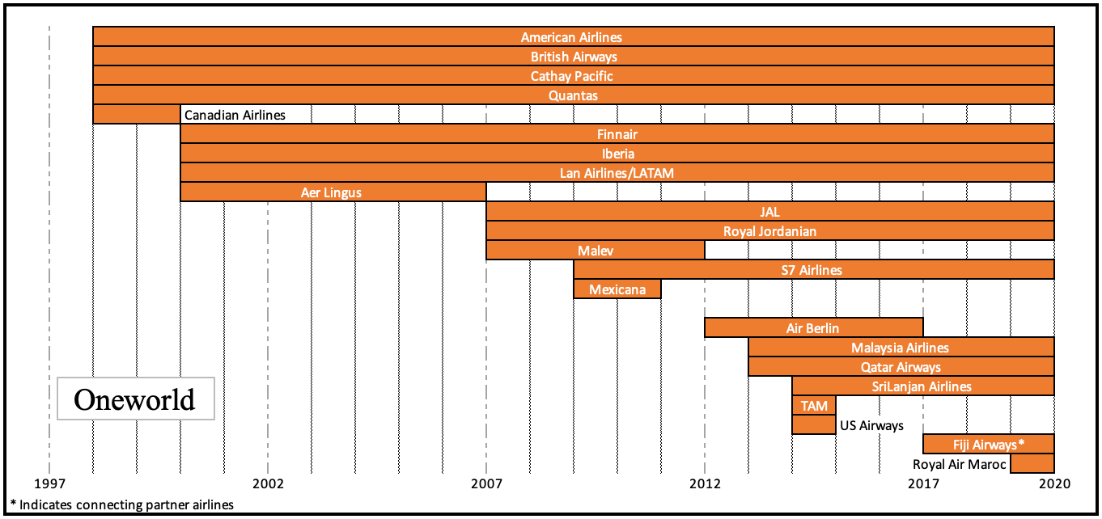 American Airlines
British Airways
Cathay Pacific
Quantas
Canadian Airlines
Finnair
Iberia
Lan Airlines/LATAM
Aer Lingus
JAL
Royal Jordanian
Malev
S7 Airlines
Mexicana
Air Berlin
Malaysia Airlines
Qatar Airways
SriLanjan Airlines
Oneworld
TAM
US Airways
Fiji Airways*
Royal Air Maroc
1997 2002 2007 2012 2017 2020
* Indicates connecting partner airlines